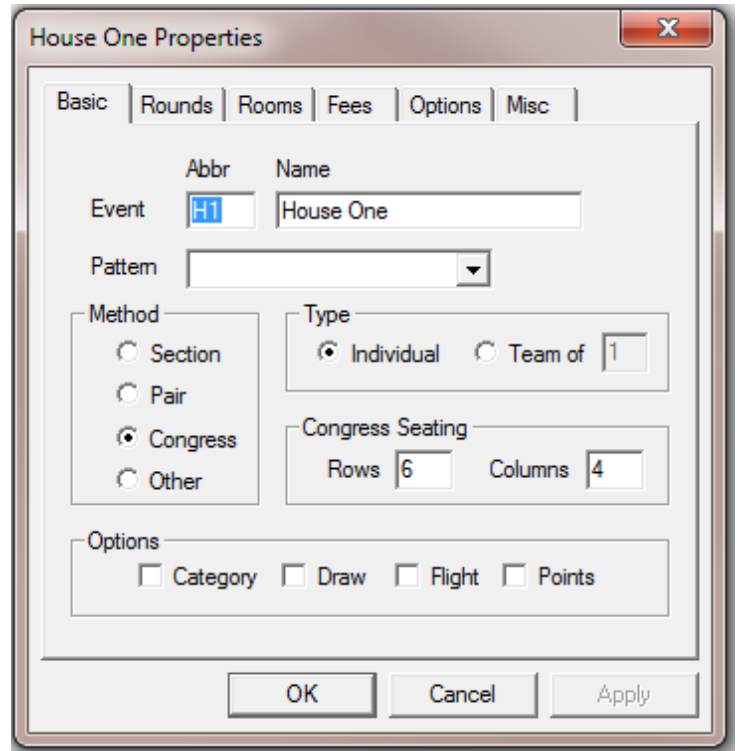 House One Properties
Basic Rounds Rooms Fees Options Misc
Abbr Name
Event H1 House One
Pattern
Method
Section
Pair
Congress
Other
Type
Individual Team of 1
Congress Seating
Rows 6 Columns 4
Options
Category Draw Flight Points
OK Cancel Apply